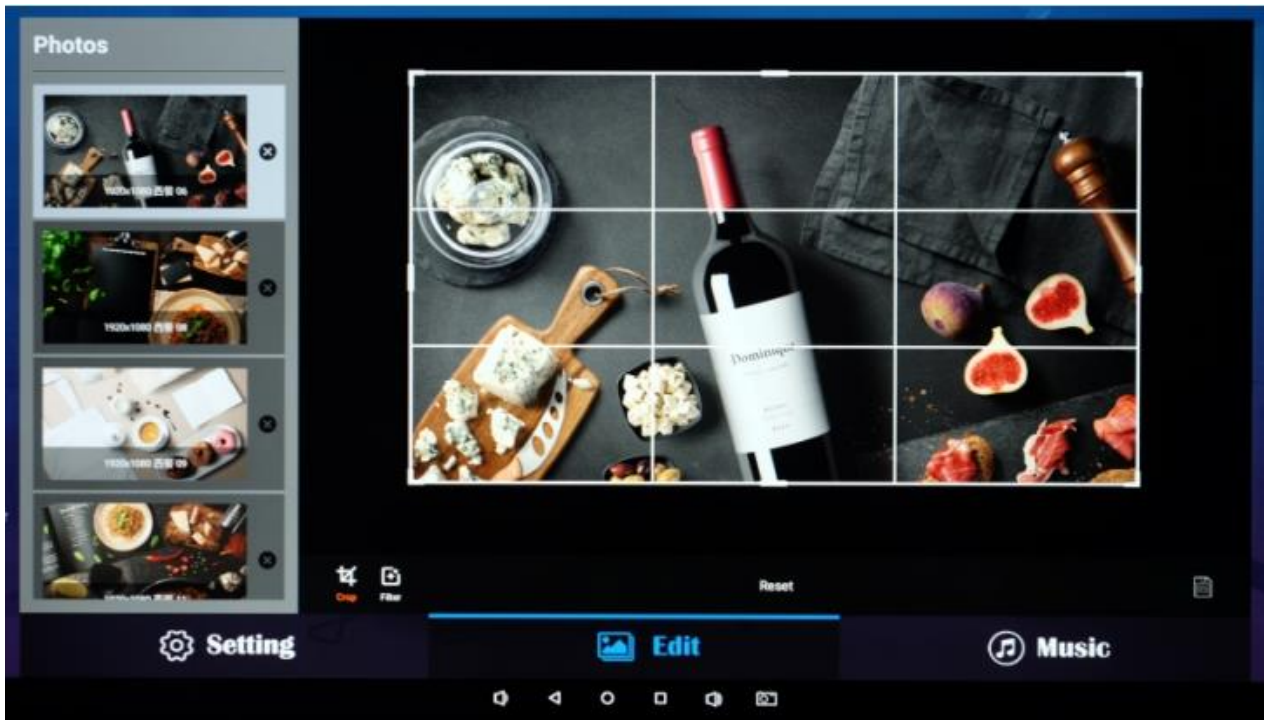 Photos
1920x1080 西餐 06
1920x1080 西餐 08
1920x1080 西餐 09
Crop
Filter
Reset
Setting
Edit
Music